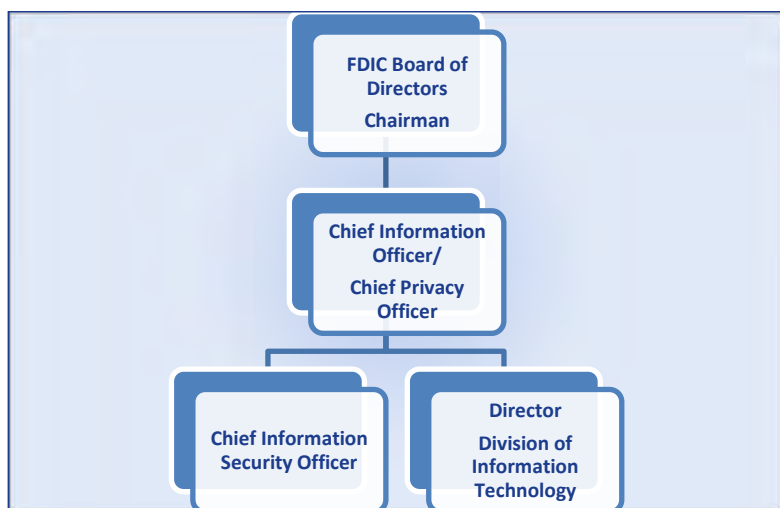 FDIC Board of
Directors
Chairman
Chief Information
Officer/
Chief Privacy
Officer
Chief Information
Security Officer
Director
Division of
Information
Technology